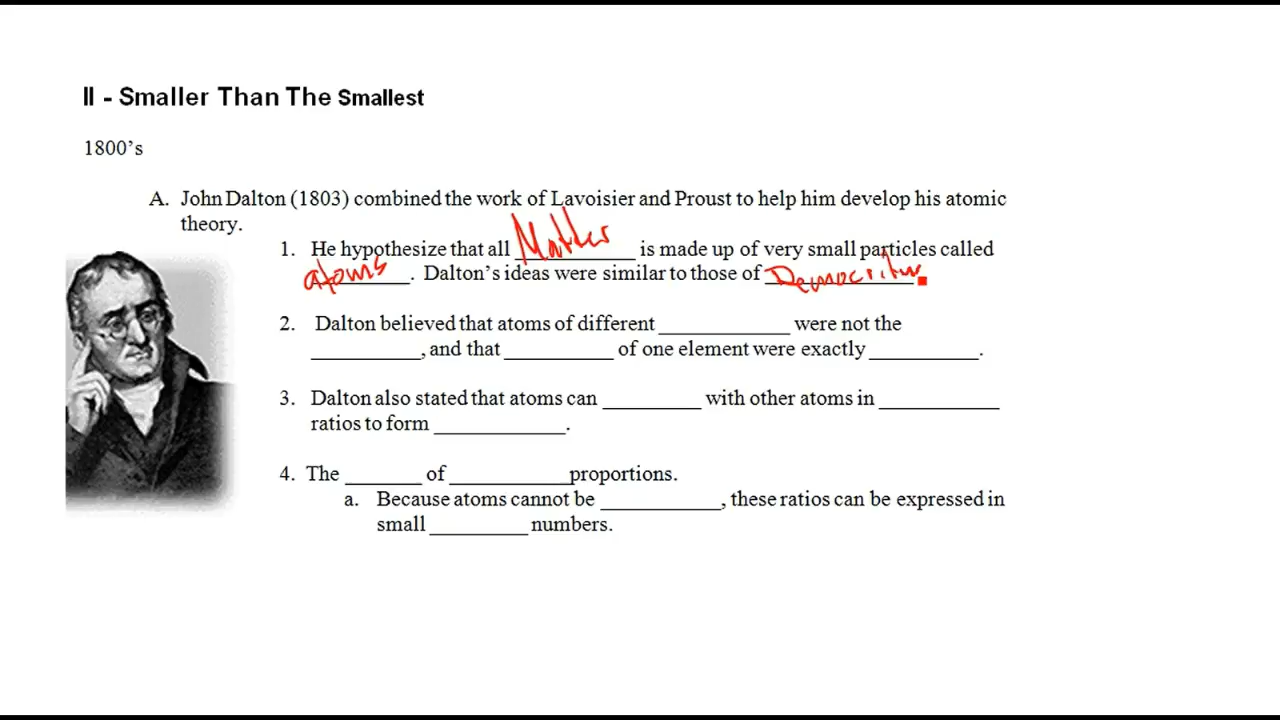 II - Smaller Than The Smallest
1800's
A. John Dalton (1803) combined the work of Lavoisier and Proust to help him develop his atomic
theory.
1. He hypothesize that all Matter is made up of very small particles called
atoms. Dalton's ideas were similar to those of Democritus
2. Dalton believed that atoms of different ____________ were not the
__________, and that __________ of one element were exactly __________.
3. Dalton also stated that atoms can _________ with other atoms in ___________
ratios to form ____________.
4. The _______ of ___________proportions.
a. Because atoms cannot be ___________, these ratios can be expressed in
small _________ numbers.